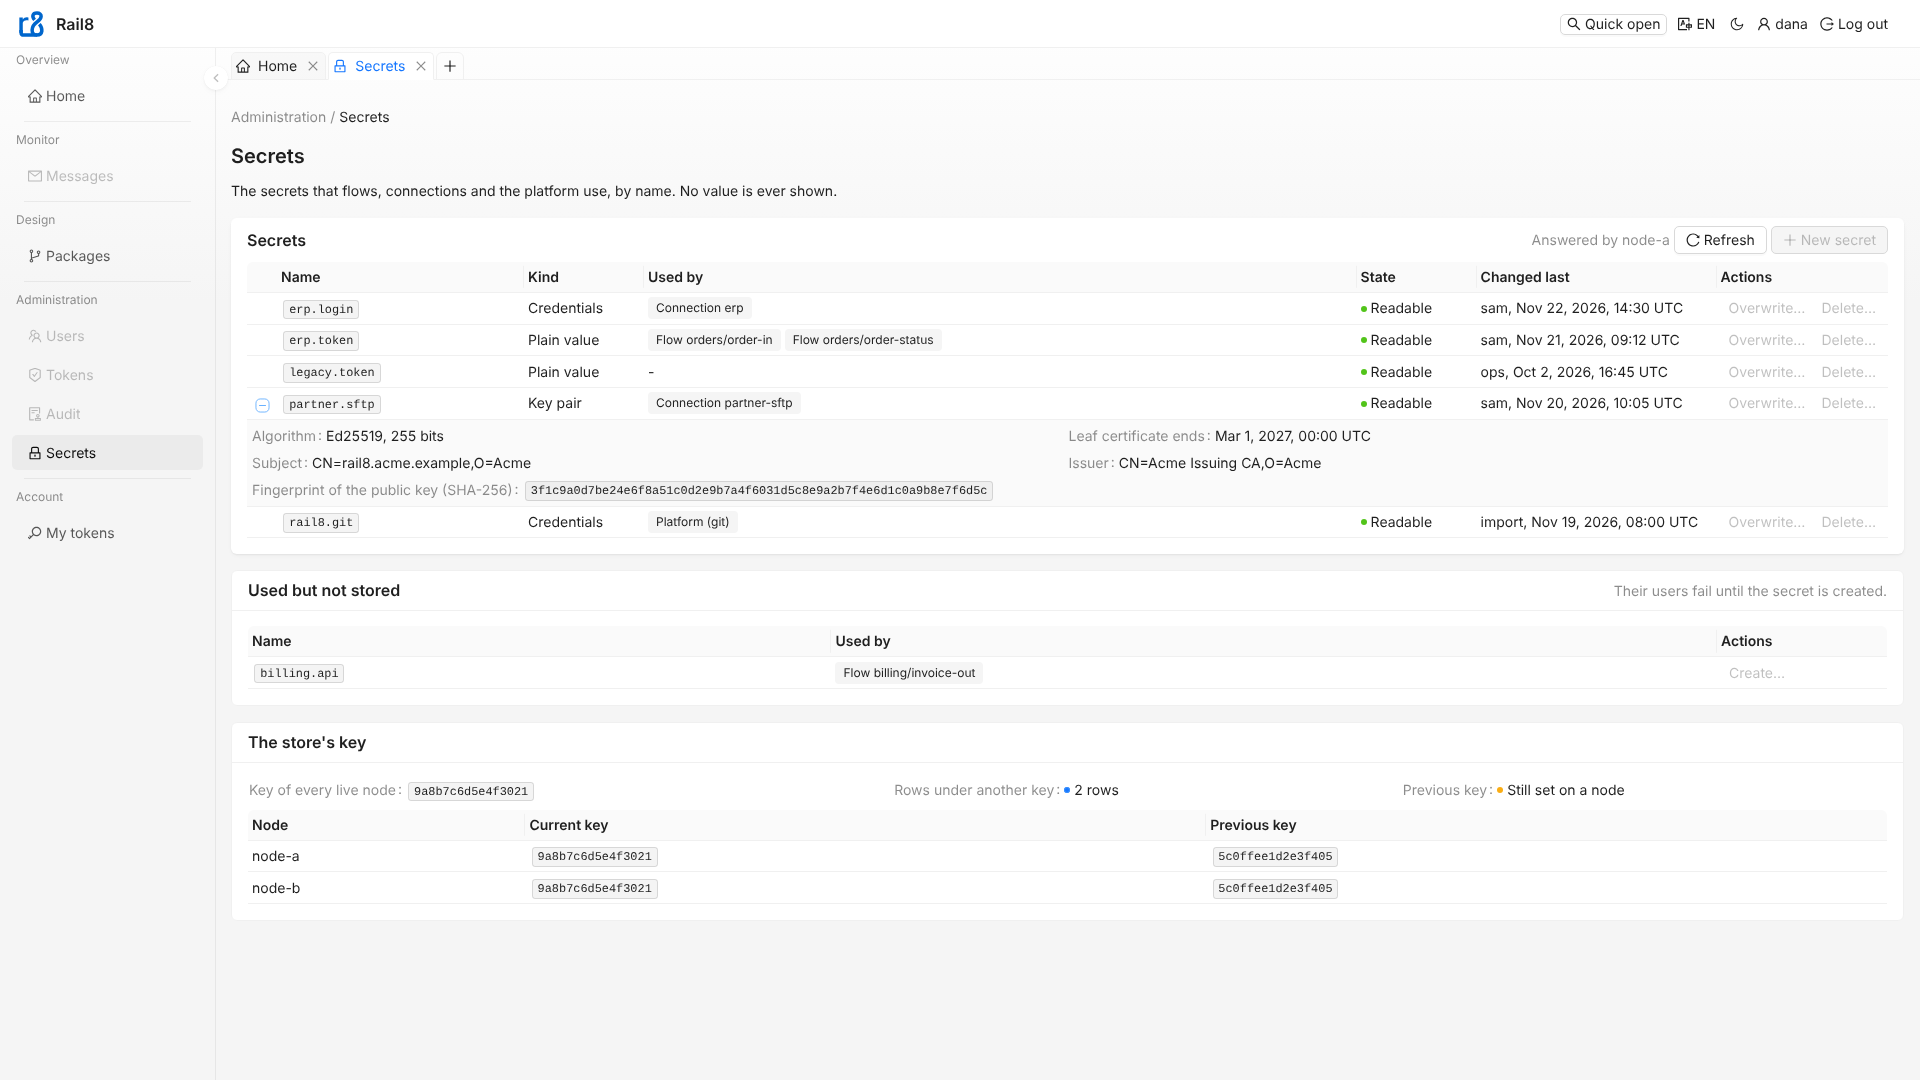 Rail8
Quick open
EN
dana
Log out
Overview
Home
Monitor
Messages
Design
Packages
Administration
Users
Tokens
Audit
Secrets
Account
My tokens
Home
Secrets
Administration / Secrets
Secrets
The secrets that flows, connections and the platform use, by name. No value is ever shown.
Secrets
Answered by node-a
Refresh
New secret
Name Kind Used by State Changed last Actions
erp.login Credentials Connection erp Readable sam, Nov 22, 2026, 14:30 UTC Overwrite... Delete...
erp.token Plain value Flow orders/order-in Flow orders/order-status Readable sam, Nov 21, 2026, 09:12 UTC Overwrite... Delete...
legacy.token Plain value - Readable ops, Oct 2, 2026, 16:45 UTC Overwrite... Delete...
partner.sftp Key pair Connection partner-sftp Readable sam, Nov 20, 2026, 10:05 UTC Overwrite... Delete...
Algorithm: Ed25519, 255 bits Leaf certificate ends: Mar 1, 2027, 00:00 UTC
Subject: CN=rail8.acme.example,O=Acme Issuer: CN=Acme Issuing CA,O=Acme
Fingerprint of the public key (SHA-256): 3f1c9a0d7be24e6f8a51c0d2e9b7a4f6031d5c8e9a2b7f4e6d1c0a9b8e7f6d5c
rail8.git Credentials Platform (git) Readable import, Nov 19, 2026, 08:00 UTC Overwrite... Delete...
Used but not stored
Their users fail until the secret is created.
Name Used by Actions
billing.api Flow billing/invoice-out Create...
The store's key
Key of every live node: 9a8b7c6d5e4f3021 Rows under another key: 2 rows Previous key: Still set on a node
Node Current key Previous key
node-a 9a8b7c6d5e4f3021 5c0ffee1d2e3f405
node-b 9a8b7c6d5e4f3021 5c0ffee1d2e3f405